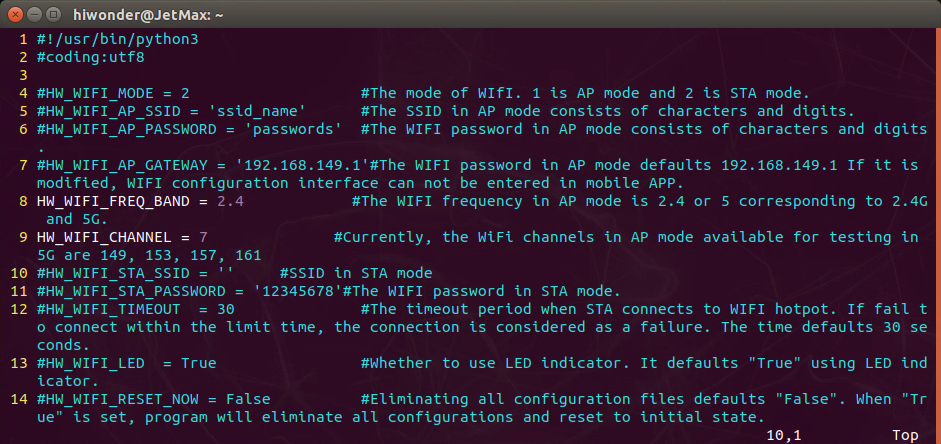 hiwonder@JetMax: ~
1 #!/usr/bin/python3
2 #coding:utf8
3
4 #HW_WIFI_MODE = 2 #The mode of WIfI. 1 is AP mode and 2 is STA mode.
5 #HW_WIFI_AP_SSID = 'ssid_name' #The SSID in AP mode consists of characters and digits.
6 #HW_WIFI_AP_PASSWORD = 'passwords' #The WIFI password in AP mode consists of characters and digits
.
7 #HW_WIFI_AP_GATEWAY = '192.168.149.1'#The WIFI password in AP mode defaults 192.168.149.1 If it is
modified, WIFI configuration interface can not be entered in mobile APP.
8 HW_WIFI_FREQ_BAND = 2.4 #The WIFI frequency in AP mode is 2.4 or 5 corresponding to 2.4G
and 5G.
9 HW_WIFI_CHANNEL = 7 #Currently, the WiFi channels in AP mode available for testing in
5G are 149, 153, 157, 161
10 #HW_WIFI_STA_SSID = '' #SSID in STA mode
11 #HW_WIFI_STA_PASSWORD = '12345678'#The WIFI password in STA mode.
12 #HW_WIFI_TIMEOUT = 30 #The timeout period when STA connects to WIFI hotpot. If fail t
o connect within the limit time, the connection is considered as a failure. The time defaults 30 se
conds.
13 #HW_WIFI_LED = True #Whether to use LED indicator. It defaults "True" using LED ind
icator.
14 #HW_WIFI_RESET_NOW = False #Eliminating all configuration files defaults "False". When "Tr
ue" is set, program will eliminate all configurations and reset to initial state.
10,1 Top